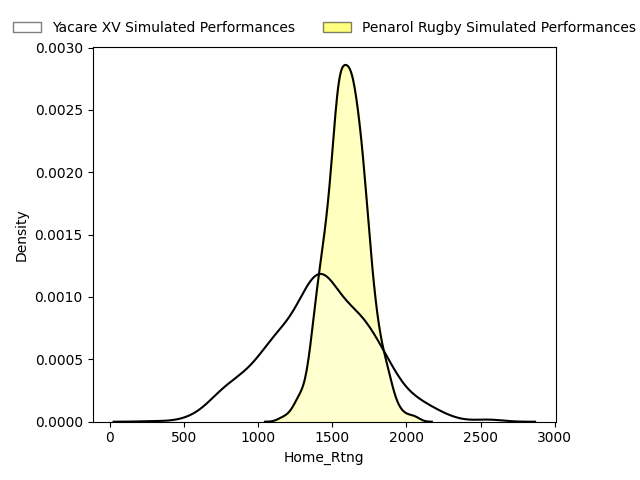 Yacare XV Simulated Performances Penarol Rugby Simulated Performances
0.0030
0.0025
0.0020
0.0015
0.0010
0.0005
0.0000
Density
0 500 1000 1500 2000 2500 3000
Home_Rtng